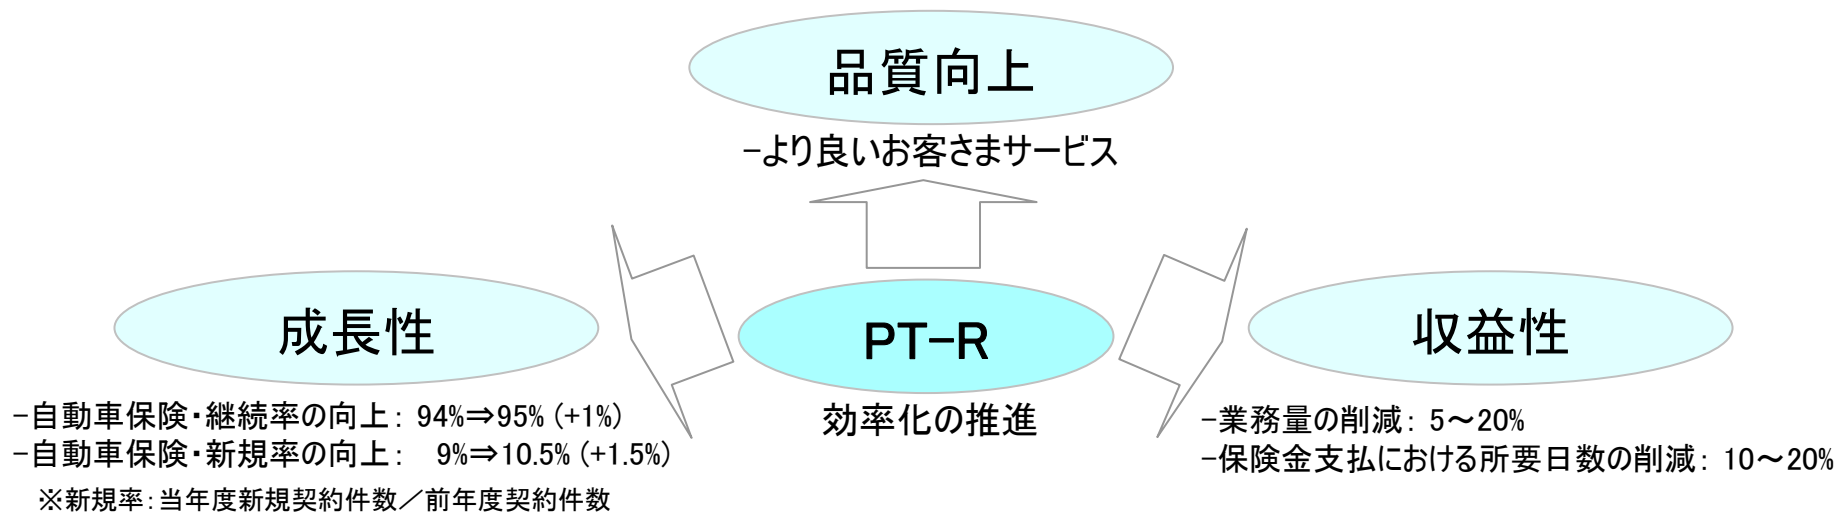 品質向上
−より良いお客さまサービス
成長性
−自動車保険・継続率の向上： 94%⇒95% (+1%)
−自動車保険・新規率の向上： 9%⇒10.5% (+1.5%)
※新規率：当年度新規契約件数／前年度契約件数
PT−R
効率化の推進
収益性
−業務量の削減： 5～20%
−保険金支払における所要日数の削減： 10～20%